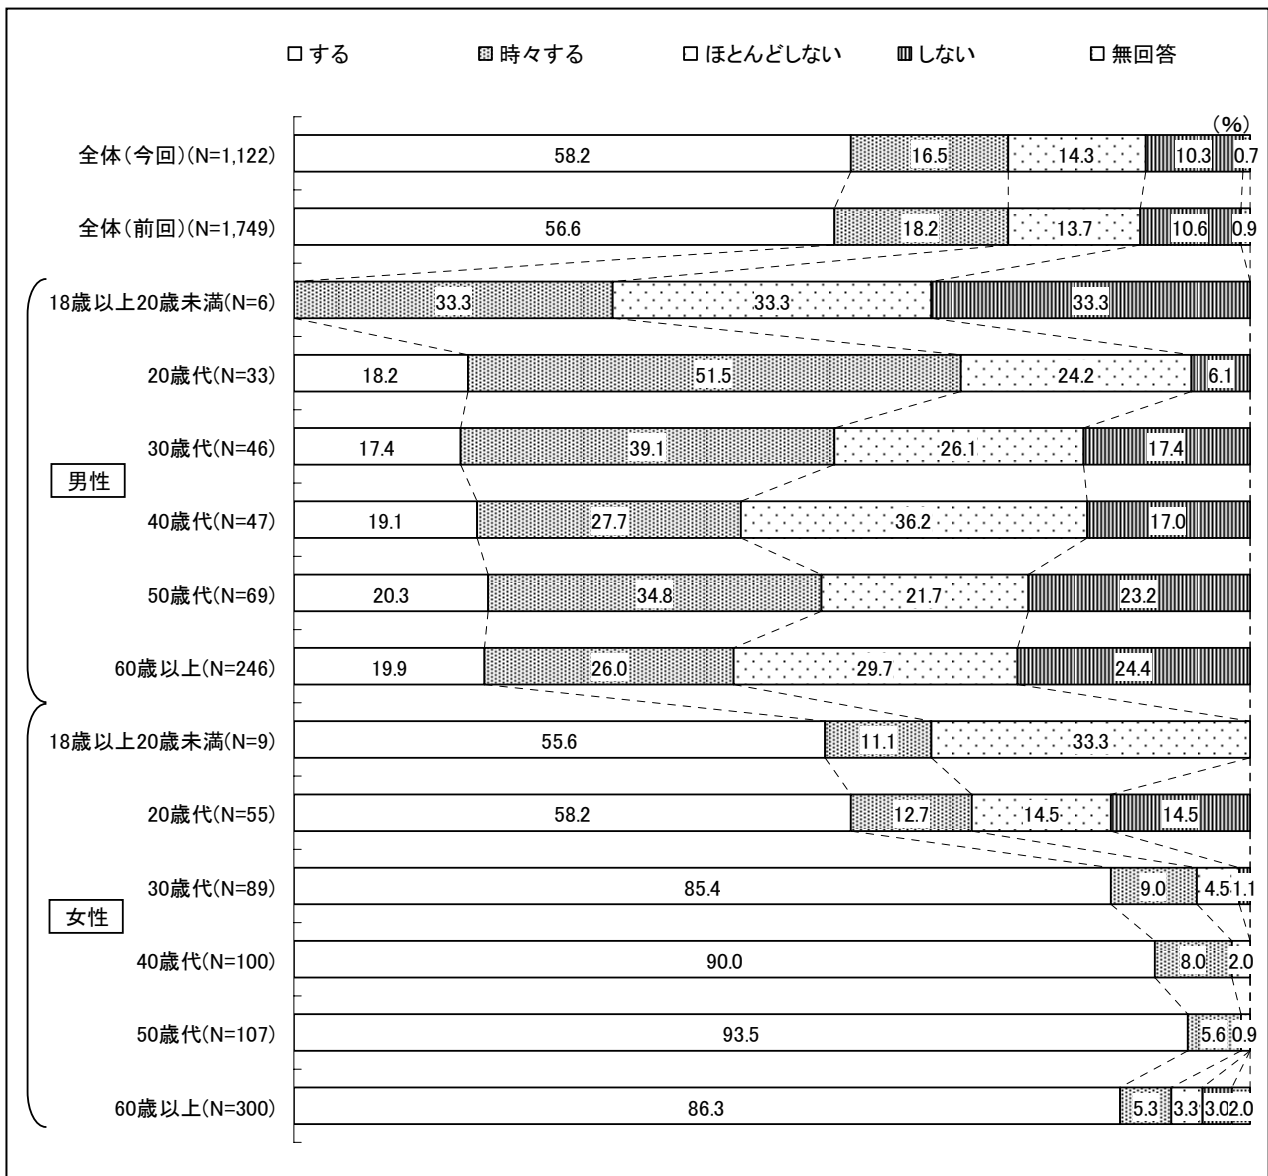 □する ▩時々する □ほとんどしない ▥しない □無回答
(%)
全体(今回)(N=1,122) 58.2 16.5 14.3 10.3 0.7
全体(前回)(N=1,749) 56.6 18.2 13.7 10.6 0.9
18歳以上20歳未満(N=6) 33.3 33.3 33.3
20歳代(N=33) 18.2 51.5 24.2 6.1
30歳代(N=46) 17.4 39.1 26.1 17.4
男性
40歳代(N=47) 19.1 27.7 36.2 17.0
50歳代(N=69) 20.3 34.8 21.7 23.2
60歳以上(N=246) 19.9 26.0 29.7 24.4
18歳以上20歳未満(N=9) 55.6 11.1 33.3
20歳代(N=55) 58.2 12.7 14.5 14.5
30歳代(N=89) 85.4 9.0 4.5 1.1
女性
40歳代(N=100) 90.0 8.0 2.0
50歳代(N=107) 93.5 5.6 0.9
60歳以上(N=300) 86.3 5.3 3.3 3.0 2.0